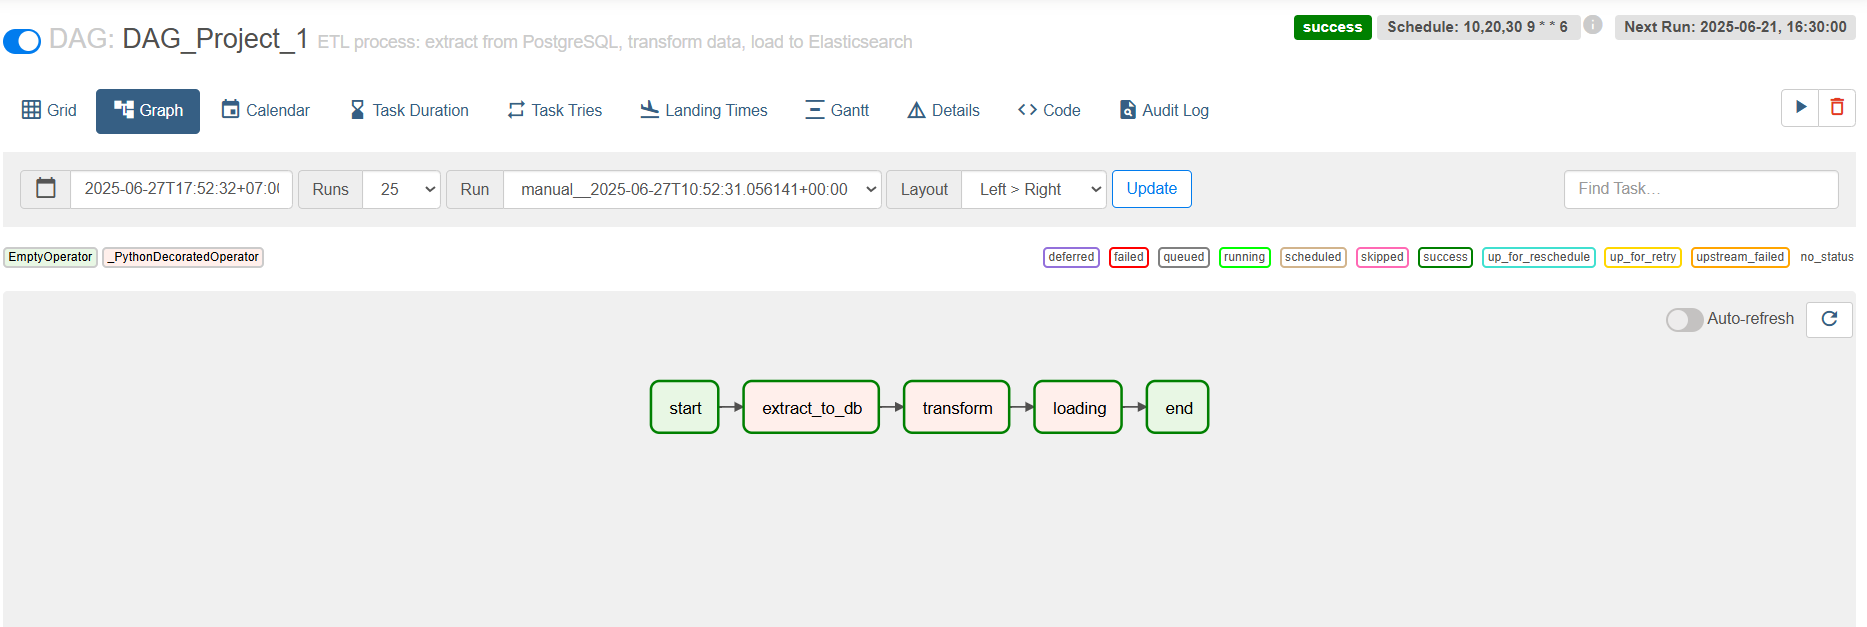 DAG: DAG_Project_1 ETL process: extract from PostgreSQL, transform data, load to Elasticsearch
success Schedule: 10,20,30 9 * * 6 i Next Run: 2025-06-21, 16:30:00
Grid Graph Calendar Task Duration Task Tries Landing Times Gantt Details Code Audit Log
2025-06-27T17:52:32+07:0 Runs 25 Run manual__2025-06-27T10:52:31.056141+00:00 Layout Left > Right Update Find Task...
EmptyOperator _PythonDecoratedOperator deferred failed queued running scheduled skipped success up_for_reschedule up_for_retry upstream_failed no_status
Auto-refresh
start extract_to_db transform loading end